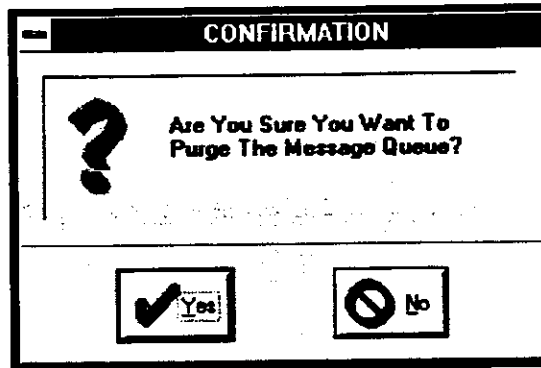 CONFIRMATION
Are You Sure You Want To
Purge The Message Queue?
Yes
No